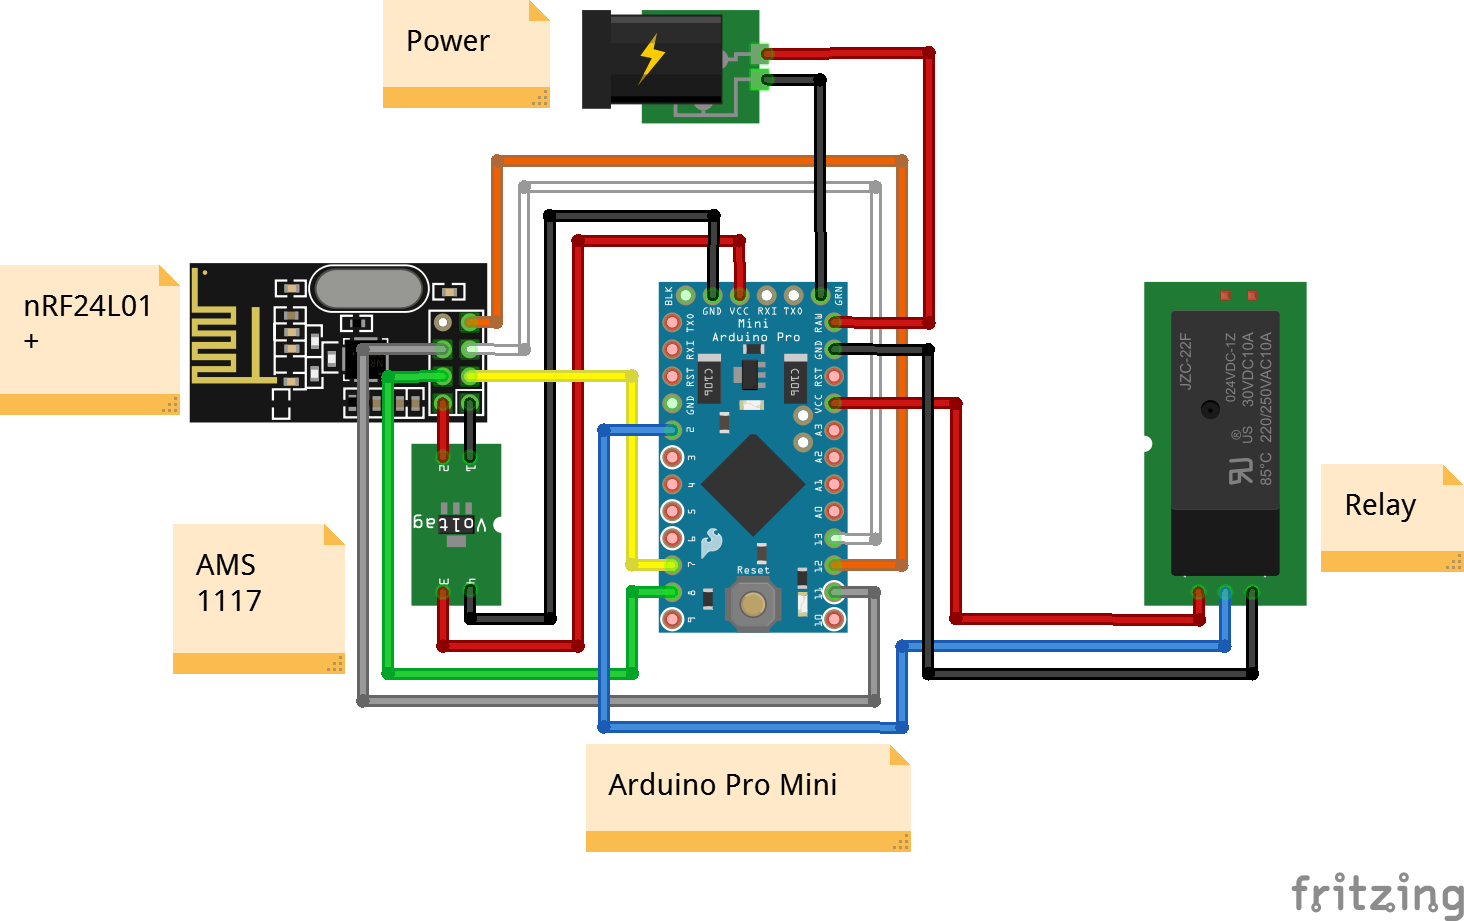 Power
nRF24L01
+
AMS
1117
Voltag
2
1
3
4
BLK
GND
VCC
RXI
TXO
GRN
Mini
Arduino Pro
TXO
RXI
RST
GND
2
3
4
5
6
7
8
9
RAW
GND
RST
VCC
A3
A2
A1
A0
13
12
11
10
C106
C106
Reset
JZC-22F
024VDC-1Z
30VDC10A
220/250VAC10A
®
US
85°C
Relay
Arduino Pro Mini
fritzing